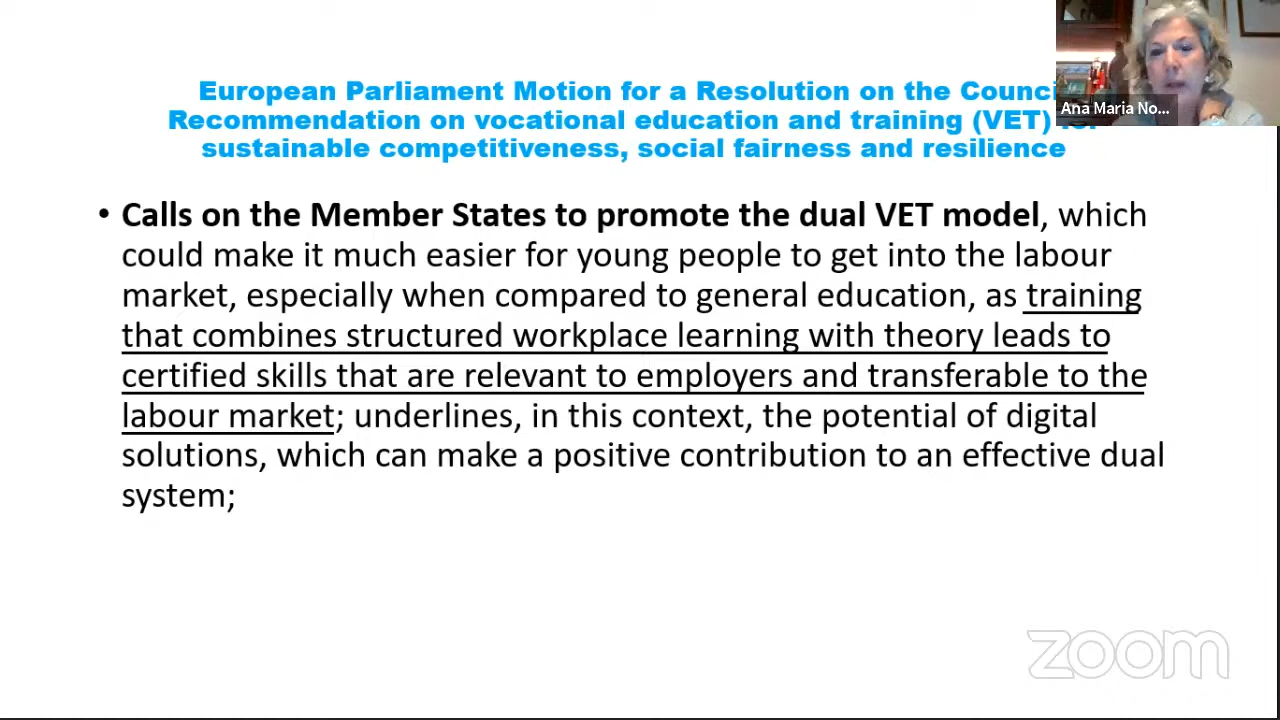 European Parliament Motion for a Resolution on the Counci
Recommendation on vocational education and training (VET) for
sustainable competitiveness, social fairness and resilience
Ana Maria No...
• Calls on the Member States to promote the dual VET model, which
could make it much easier for young people to get into the labour
market, especially when compared to general education, as training
that combines structured workplace learning with theory leads to
certified skills that are relevant to employers and transferable to the
labour market; underlines, in this context, the potential of digital
solutions, which can make a positive contribution to an effective dual
system;
zoom